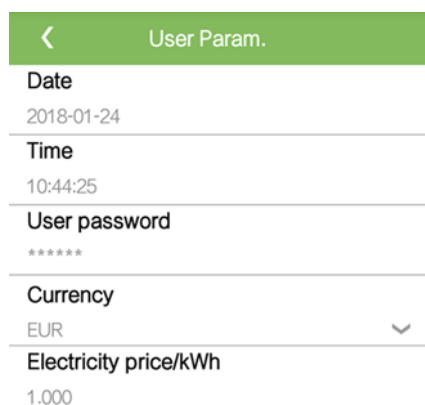 User Param.
Date
2018-01-24
Time
10:44:25
User password
******
Currency
EUR
Electricity price/kWh
1.000